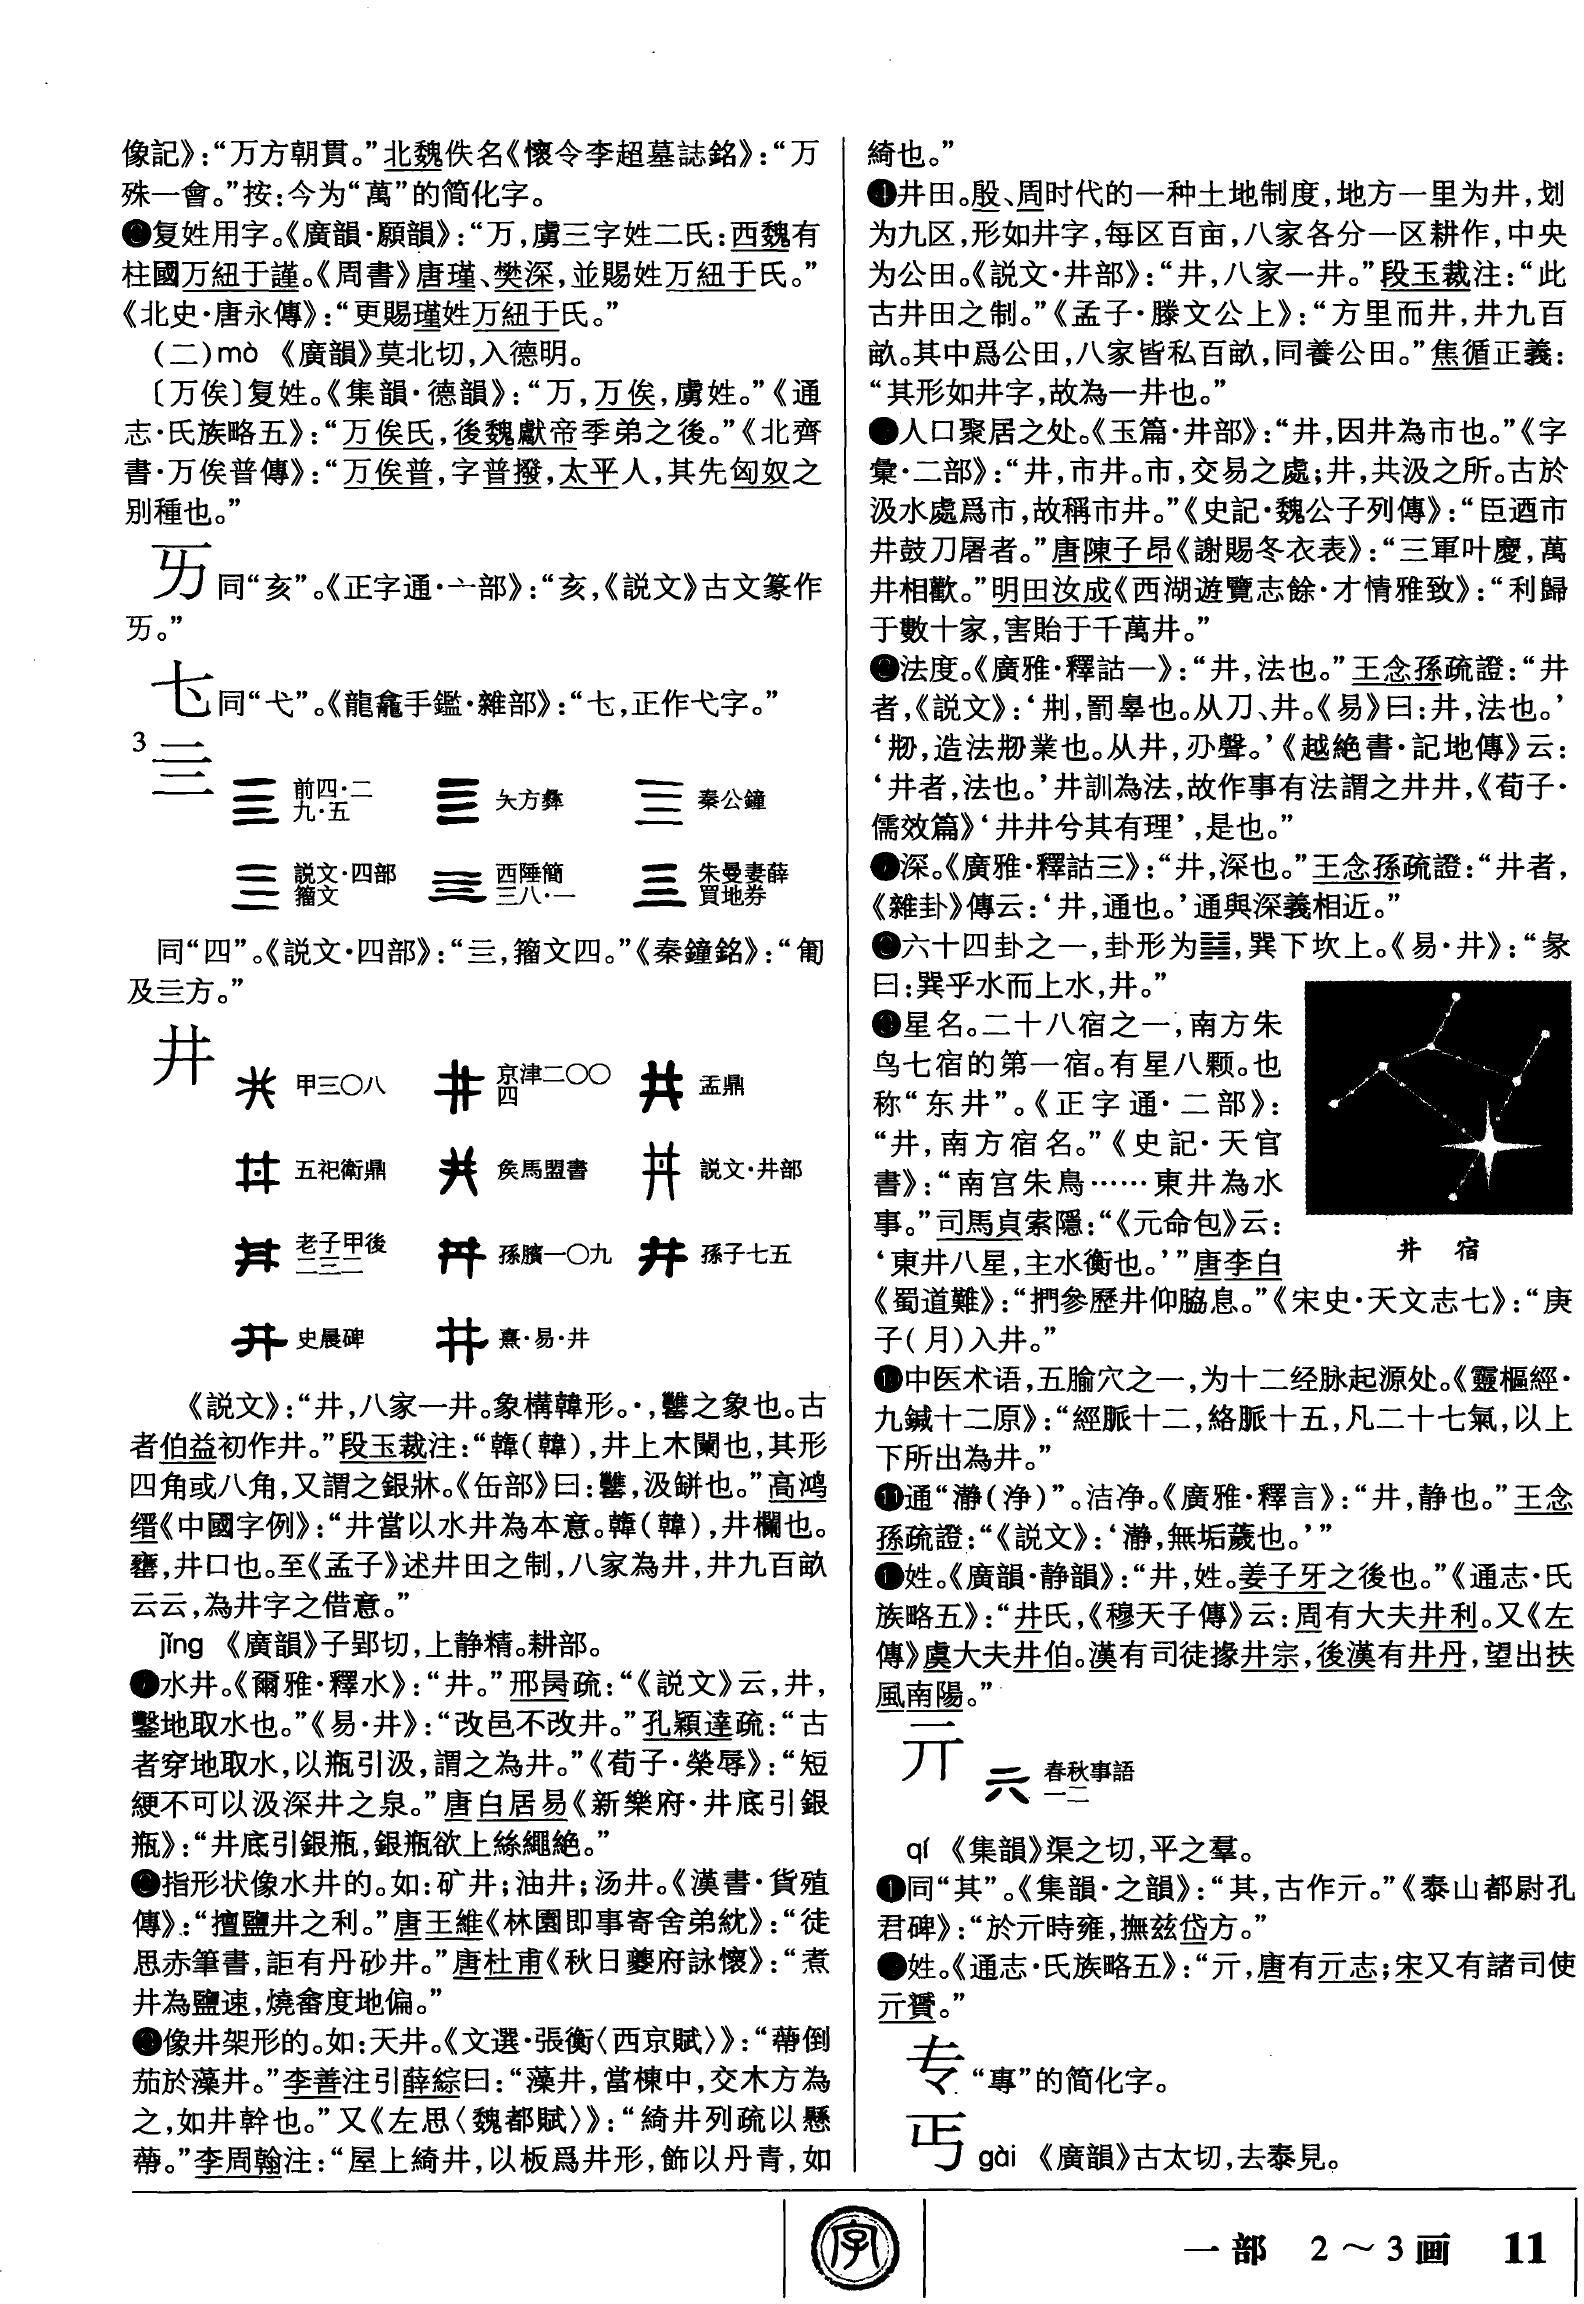 像記》：“万方朝貫。”北魏佚名《懷令李超墓誌銘》：“万
殊一會。”按：今为“萬”的简化字。
❷复姓用字。《廣韻·願韻》：“万，虜三字姓二氏：西魏有
柱國万紐于謹。《周書》唐瑾、樊深，並賜姓万紐于氏。”
《北史·唐永傳》：“更賜瑾姓万紐于氏。”
（二）mò 《廣韻》莫北切，入德明。
〔万俟〕复姓。《集韻·德韻》：“万，万俟，虜姓。”《通
志·氏族略五》：“万俟氏，後魏獻帝季弟之後。”《北齊
書·万俟普傳》：“万俟普，字普撥，太平人，其先匈奴之
别種也。”
㐅同“亥”。《正字通·亠部》：“亥，《説文》古文篆作
。”
同“弋”。《龍龕手鑑·雜部》：“，正作弋字。”
3
亖
前四·二
九·五
矢方彝
秦公鐘
説文·四部
籀文
西陲簡
三八·一
朱曼妻薛
買地券
同“四”。《説文·四部》：“亖，籀文四。”《秦鐘銘》：“匍
及亖方。”
井
甲三〇八
京津二〇〇
四
盂鼎
五祀衛鼎
矦馬盟書
説文·井部
老子甲後
二三二
孫臏一〇九
孫子七五
史晨碑
熹·易·井
《説文》：“井，八家一井。象構韓形。·，𦉥之象也。古
者伯益初作井。”段玉裁注：“韓（韓），井上木闌也，其形
四角或八角，又謂之銀牀。《缶部》曰：𦉥，汲缾也。”高鸿
缙《中國字例》：“井當以水井為本意。韓（韓），井欄也。
罋，井口也。至《孟子》述井田之制，八家為井，井九百畝
云云，為井字之借意。”
jǐng 《廣韻》子郢切，上静精。耕部。
❶水井。《爾雅·釋水》：“井。”邢昺疏：“《説文》云，井，
鑿地取水也。”《易·井》：“改邑不改井。”孔穎達疏：“古
者穿地取水，以瓶引汲，謂之為井。”《荀子·榮辱》：“短
綆不可以汲深井之泉。”唐白居易《新樂府·井底引銀
瓶》：“井底引銀瓶，銀瓶欲上絲繩絶。”
❷指形状像水井的。如：矿井；油井；汤井。《漢書·貨殖
傳》：“擅鹽井之利。”唐王維《林園即事寄舍弟紞》：“徒
思赤筆書，詎有丹砂井。”唐杜甫《秋日夔府詠懷》：“煮
井為鹽速，燒畬度地偏。”
❸像井架形的。如：天井。《文選·張衡〈西京賦〉》：“蔕倒
茄於藻井。”李善注引薛綜曰：“藻井，當棟中，交木方為
之，如井幹也。”又《左思〈魏都賦〉》：“綺井列疏以懸
蔕。”李周翰注：“屋上綺井，以板爲井形，飾以丹青，如
綺也。”
❹井田。殷、周时代的一种土地制度，地方一里为井，划
为九区，形如井字，每区百亩，八家各分一区耕作，中央
为公田。《説文·井部》：“井，八家一井。”段玉裁注：“此
古井田之制。”《孟子·滕文公上》：“方里而井，井九百
畝。其中爲公田，八家皆私百畝，同養公田。”焦循正義：
“其形如井字，故為一井也。”
❺人口聚居之处。《玉篇·井部》：“井，因井為市也。”《字
彙·二部》：“井，市井。市，交易之處；井，共汲之所。古於
汲水處爲市，故稱市井。”《史記·魏公子列傳》：“臣迺市
井鼓刀屠者。”唐陳子昂《謝賜冬衣表》：“三軍叶慶，萬
井相歡。”明田汝成《西湖遊覽志餘·才情雅致》：“利歸
于數十家，害貽于千萬井。”
❻法度。《廣雅·釋詁一》：“井，法也。”王念孫疏證：“井
者，《説文》：‘荆，罰辠也。从刀、井。《易》曰：井，法也。’
‘刱，造法刱業也。从井，刅聲。’《越絶書·記地傳》云：
‘井者，法也。’井訓為法，故作事有法謂之井井，《荀子·
儒效篇》‘井井兮其有理’，是也。”
❼深。《廣雅·釋詁三》：“井，深也。”王念孫疏證：“井者，
《雜卦》傳云：‘井，通也。’通與深義相近。”
❽六十四卦之一，卦形为䷯，巽下坎上。《易·井》：“彖
曰：巽乎水而上水，井。”
❾星名。二十八宿之一，南方朱
鸟七宿的第一宿。有星八颗。也
称“东井”。《正字通·二部》：
“井，南方宿名。”《史記·天官
書》：“南宫朱鳥……東井為水
事。”司馬貞索隱：“《元命包》云：
‘東井八星，主水衡也。’”唐李白
《蜀道難》：“捫參歷井仰脇息。”《宋史·天文志七》：“庚
子（月）入井。”
井 宿
❿中医术语，五腧穴之一，为十二经脉起源处。《靈樞經·
九鍼十二原》：“經脈十二，絡脈十五，凡二十七氣，以上
下所出為井。”
⓫通“瀞（净）”。洁净。《廣雅·釋言》：“井，静也。”王念
孫疏證：“《説文》：‘瀞，無垢薉也。’”
⓬姓。《廣韻·静韻》：“井，姓。姜子牙之後也。”《通志·氏
族略五》：“井氏，《穆天子傳》云：周有大夫井利。又《左
傳》虞大夫井伯。漢有司徒掾井宗，後漢有井丹，望出扶
風南陽。”
亓
春秋事語
一二
qí 《集韻》渠之切，平之羣。
❶同“其”。《集韻·之韻》：“其，古作亓。”《泰山都尉孔
君碑》：“於亓時雍，撫兹岱方。”
❷姓。《通志·氏族略五》：“亓，唐有亓志；宋又有諸司使
亓贇。”
专“專”的简化字。
丐gài 《廣韻》古太切，去泰見。
字
一部 2～3画 11